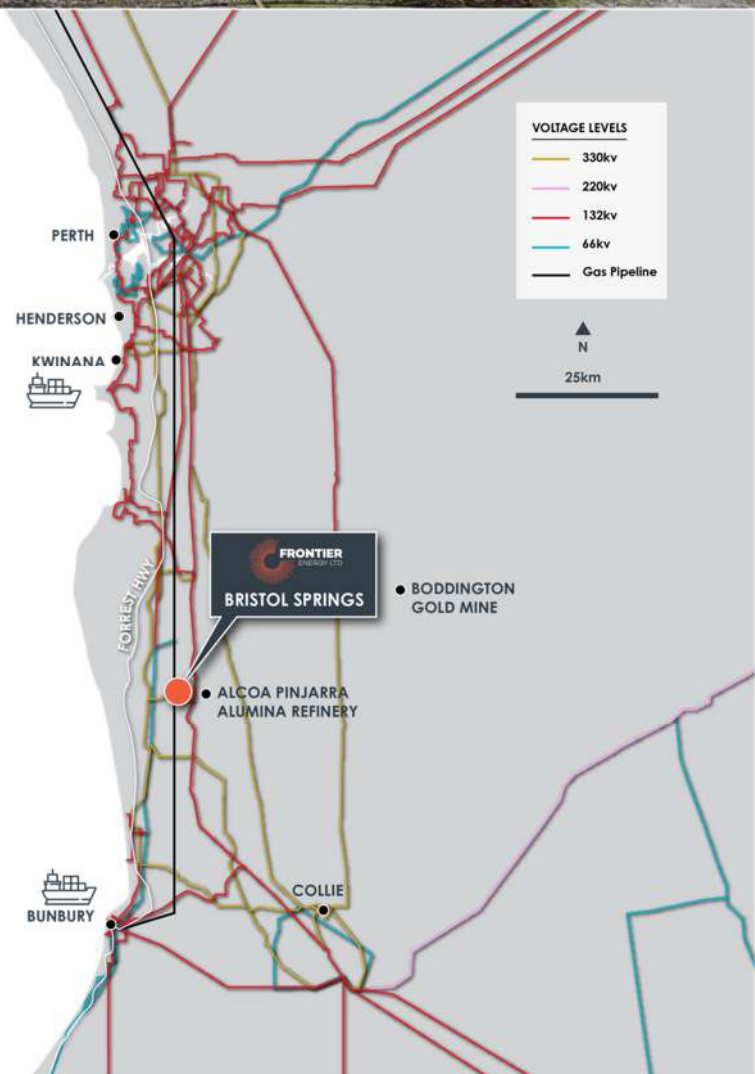 VOLTAGE LEVELS
330kv
220kv
132kv
66kv
Gas Pipeline
N
25km
PERTH
HENDERSON
KWINANA
FORREST HWY
FRONTIER
ENERGY LTD
BRISTOL SPRINGS
BODDINGTON
GOLD MINE
ALCOA PINJARRA
ALUMINA REFINERY
COLLIE
BUNBURY